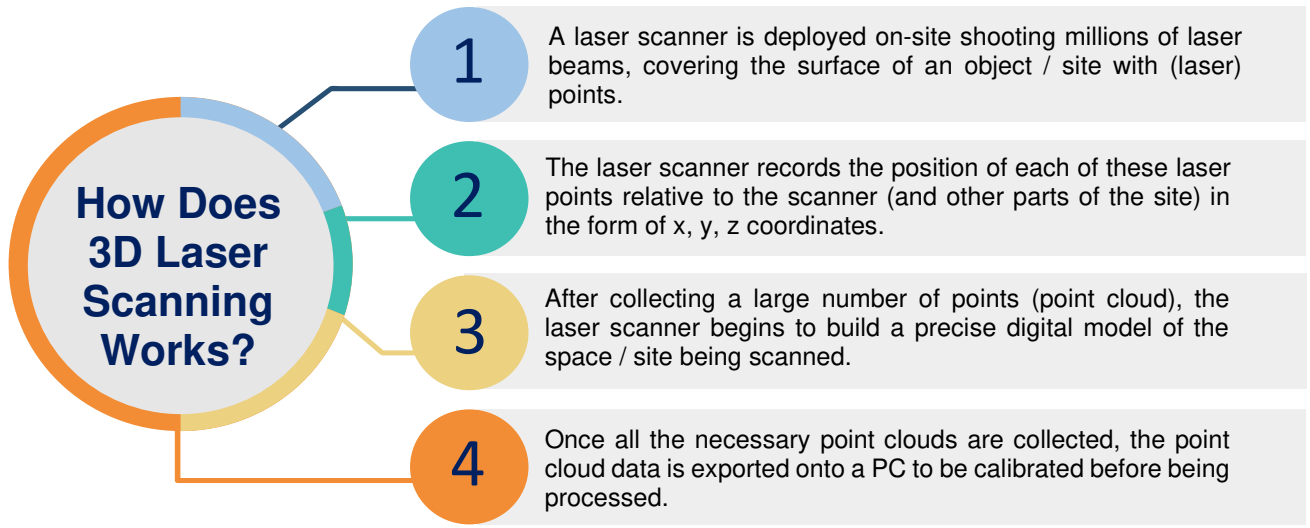 How Does
3D Laser
Scanning
Works?
1
A laser scanner is deployed on-site shooting millions of laser
beams, covering the surface of an object / site with (laser)
points.
2
The laser scanner records the position of each of these laser
points relative to the scanner (and other parts of the site) in
the form of x, y, z coordinates.
3
After collecting a large number of points (point cloud), the
laser scanner begins to build a precise digital model of the
space / site being scanned.
4
Once all the necessary point clouds are collected, the point
cloud data is exported onto a PC to be calibrated before being
processed.